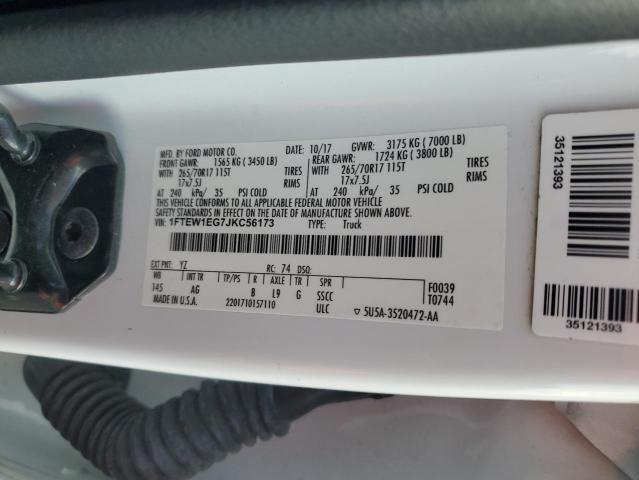 MFD. BY FORD MOTOR CO. DATE: 10/17 GVWR: 3175 KG ( 7000 LB)
FRONT GAWR: 1565 KG ( 3450 LB) REAR GAWR: 1724 KG ( 3800 LB)
WITH 265/70R17 115T TIRES WITH 265/70R17 115T TIRES
17x7.5J RIMS 17x7.5J RIMS
AT 240 kPa/ 35 PSI COLD AT 240 kPa/ 35 PSI COLD
THIS VEHICLE CONFORMS TO ALL APPLICABLE FEDERAL MOTOR VEHICLE
SAFETY STANDARDS IN EFFECT ON THE DATE OF MANUFACTURE SHOWN ABOVE.
VIN: 1FTEW1EG7JKC56173 TYPE: Truck
EXT PNT: YZ RC: 74 DSO:
WB INT TR TP/PS R AXLE TR SPR F0039
145 AG B L9 G SSCC T0744
MADE IN U.S.A. 2201710157110 ULC ▽ 5U5A-3520472-AA
35121393
35121393